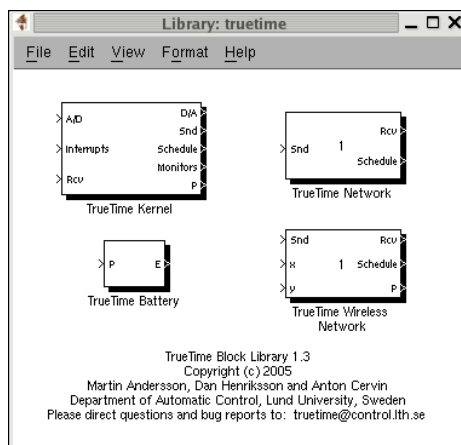 Library: truetime
File Edit View Format Help
A/D
Interrupts
Rcv
D/A
Snd
Schedule
Monitors
P
TrueTime Kernel
Snd
1
Rcv
Schedule
TrueTime Network
P
E
TrueTime Battery
Snd
x
y
1
Rcv
Schedule
P
TrueTime Wireless
Network
TrueTime Block Library 1.3
Copyright (c) 2005
Martin Andersson, Dan Henriksson and Anton Cervin
Department of Automatic Control, Lund University, Sweden
Please direct questions and bug reports to: truetime@control.lth.se